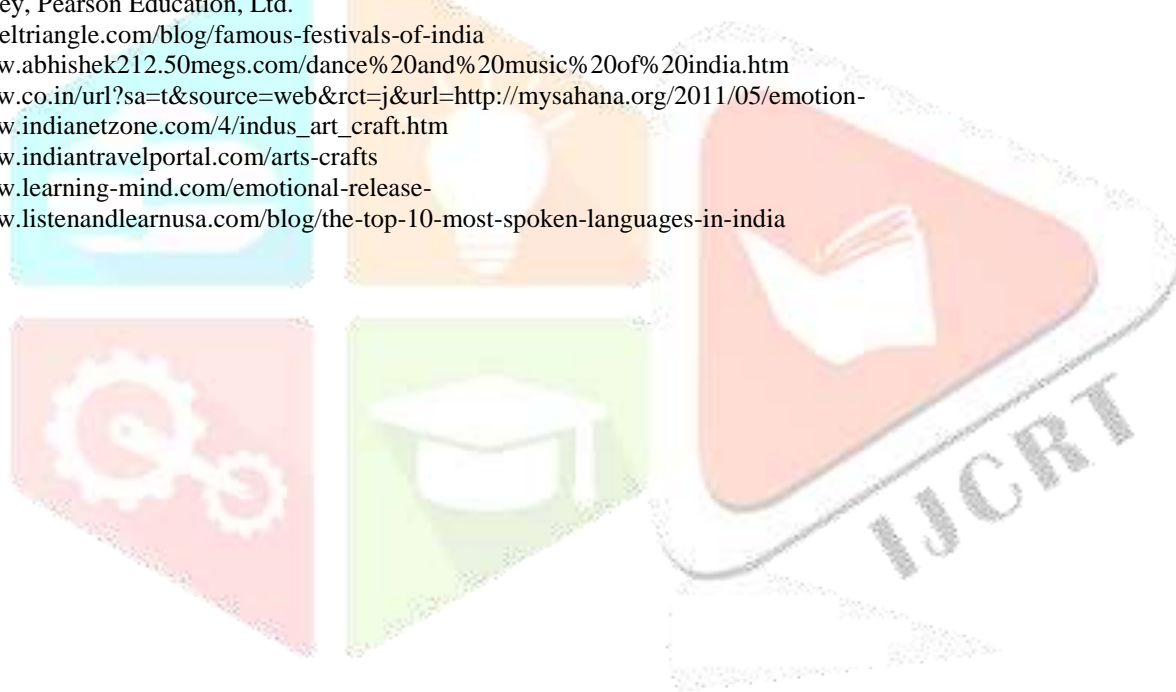 ey, Pearson Education, Ltd.
eltriangle.com/blog/famous-festivals-of-india
w.abhishek212.50megs.com/dance%20and%20music%20of%20india.htm
w.co.in/url?sa=t&source=web&rct=j&url=http://mysahana.org/2011/05/emotion-
w.indianetzone.com/4/indus_art_craft.htm
w.indiantravelportal.com/arts-crafts
w.learning-mind.com/emotional-release-
w.listenandlearnusa.com/blog/the-top-10-most-spoken-languages-in-india
IJCRT